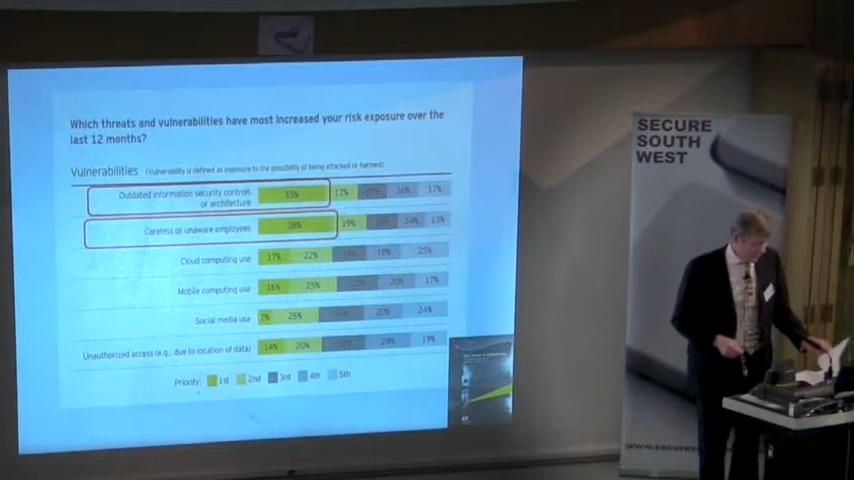 Which threats and vulnerabilities have most increased your risk exposure over the
last 12 months?
Vulnerabilities (Vulnerability is defined as exposure to the possibility of being attacked or harmed)
Outdated information security controls
or architecture
35% 17% 16% 17%
Careless or unaware employees 38% 19% 14% 13%
Cloud computing use 17% 22% 18% 25%
Mobile computing use 16% 25% 20% 17%
Social media use 7% 25% 20% 24%
Unauthorized access (e.g., due to location of data) 14% 20% 24% 19%
Priority: 1st 2nd 3rd 4th 5th
SECURE
SOUTH
WEST